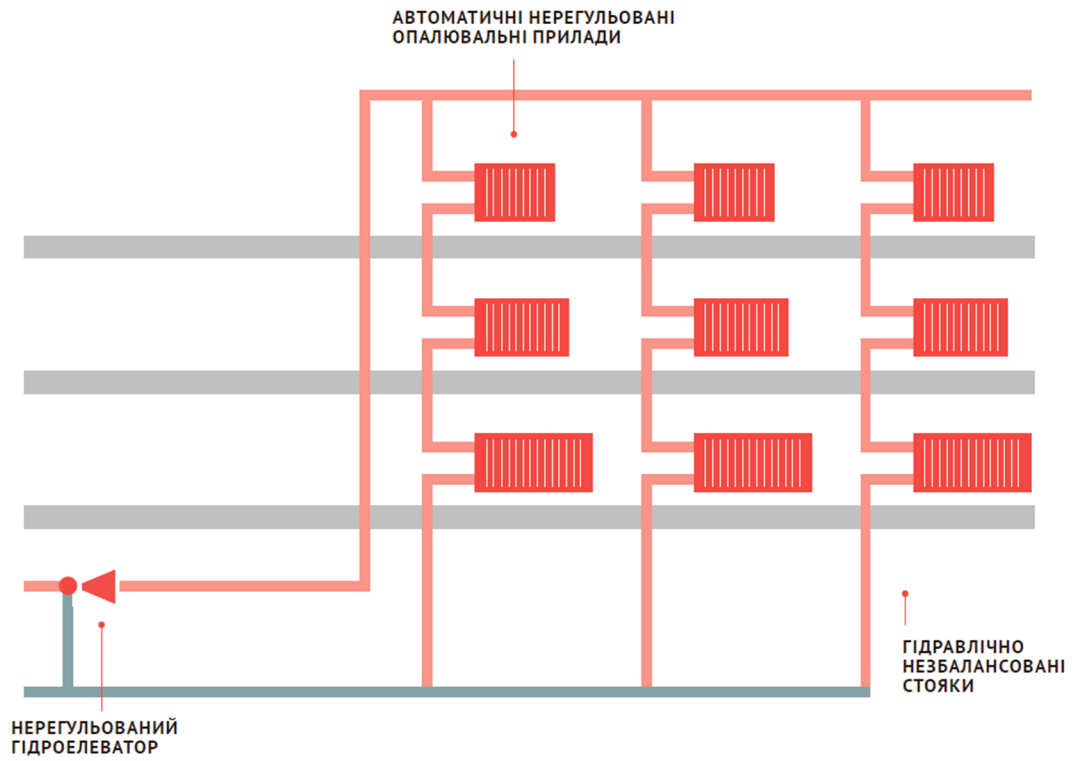 АВТОМАТИЧНІ НЕРЕГУЛЬОВАНІ
ОПАЛЮВАЛЬНІ ПРИЛАДИ
ГІДРАВЛІЧНО
НЕЗБАЛАНСОВАНІ
СТОЯКИ
НЕРЕГУЛЬОВАНИЙ
ГІДРОЕЛЕВАТОР